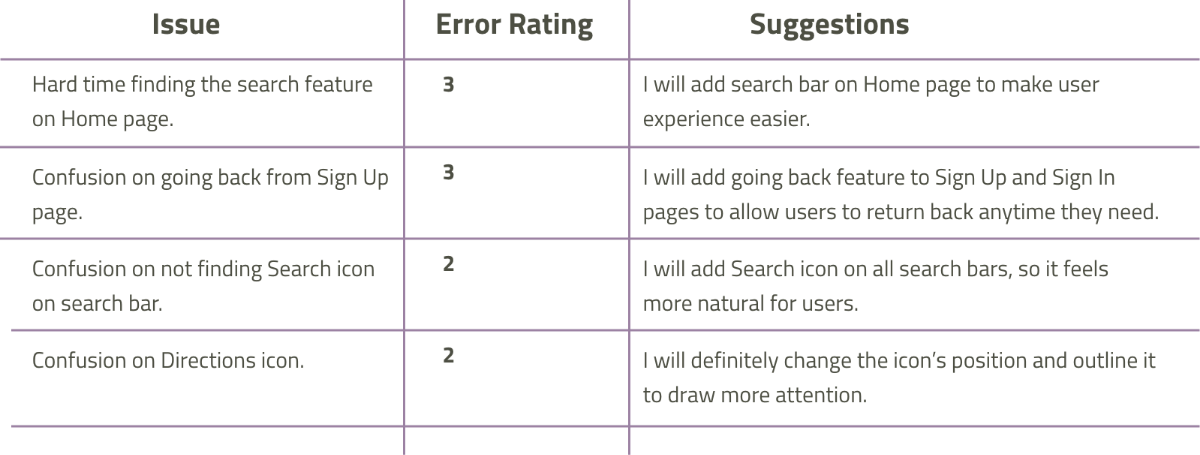 Issue
Error Rating
Suggestions
Hard time finding the search feature
on Home page.
3
I will add search bar on Home page to make user
experience easier.
Confusion on going back from Sign Up
page.
3
I will add going back feature to Sign Up and Sign In
pages to allow users to return back anytime they need.
Confusion on not finding Search icon
on search bar.
2
I will add Search icon on all search bars, so it feels
more natural for users.
Confusion on Directions icon.
2
I will definitely change the icon’s position and outline it
to draw more attention.